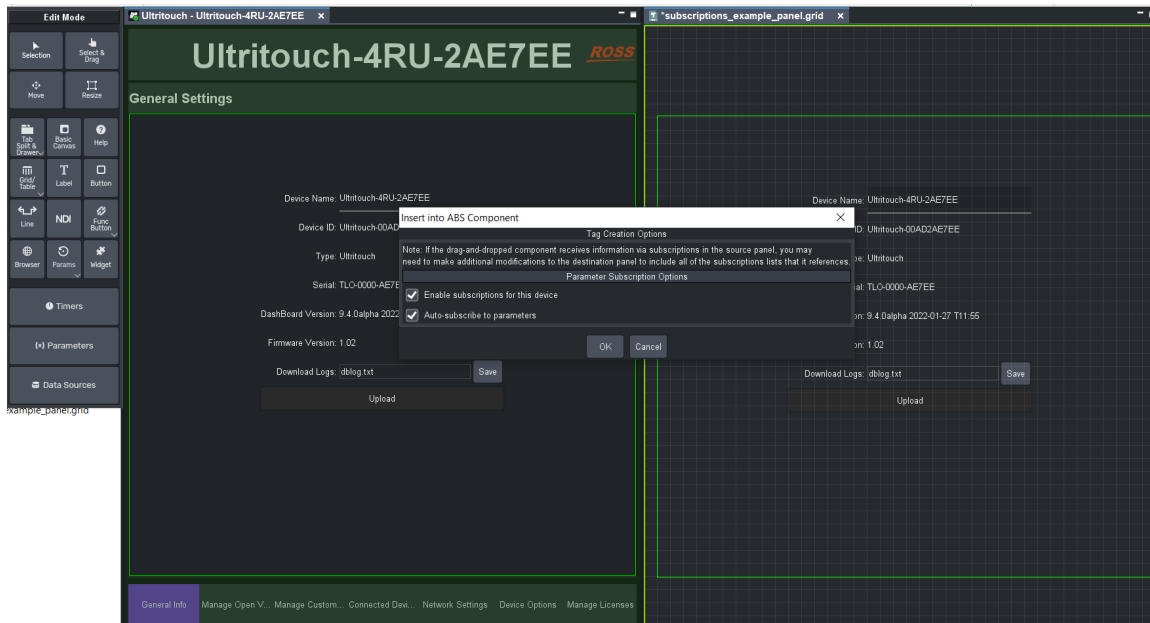 Edit Mode
Selection
Select & Drag
Move
Resize
Tab Split & Drawer
Basic Canvas
Help
Grid/ Table
Label
Button
Line
NDI
Func Button
Browser
Params
Widget
Timers
Parameters
Data Sources
example_panel.grid
Ultritouch - Ultritouch-4RU-2AE7EE
Ultritouch-4RU-2AE7EE
ROSS
General Settings
Device Name: Ultritouch-4RU-2AE7EE
Device ID: Ultritouch-00AD
Type: Ultritouch
Serial: TLO-0000-AE7E
DashBoard Version: 9.4.0alpha 2022
Firmware Version: 1.02
Download Logs: dblog.txt Save
Upload
General Info Manage Open V... Manage Custom... Connected Devi... Network Settings Device Options Manage Licenses
Insert into ABS Component
Tag Creation Options
Note: If the drag-and-dropped component receives information via subscriptions in the source panel, you may
need to make additional modifications to the destination panel to include all of the subscriptions lists that it references.
Parameter Subscription Options
Enable subscriptions for this device
Auto-subscribe to parameters
OK Cancel
*subscriptions_example_panel.grid
Device Name: Ultritouch-4RU-2AE7EE
ID: Ultritouch-00AD2AE7EE
pe: Ultritouch
al: TLO-0000-AE7EE
on: 9.4.0alpha 2022-01-27 T11:55
on: 1.02
Download Logs: dblog.txt Save
Upload